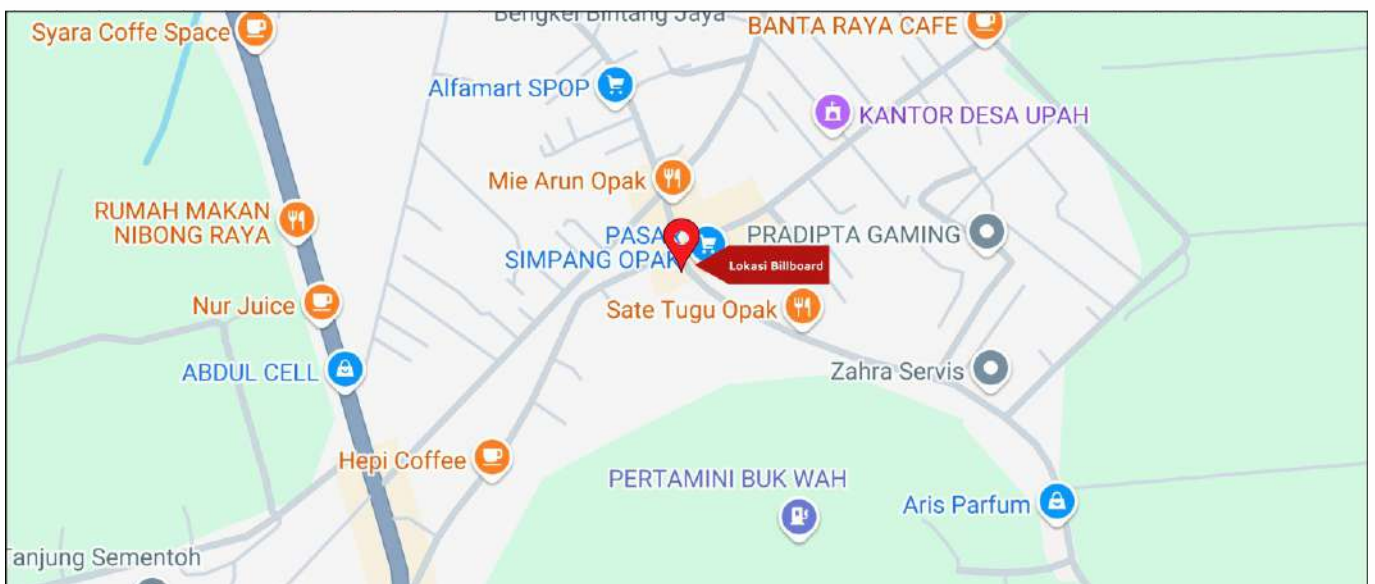 Syara Coffe Space
Bengkel Bintang Jaya
BANTA RAYA CAFE
Alfamart SPOP
KANTOR DESA UPAH
Mie Arun Opak
RUMAH MAKAN
NIBONG RAYA
PASA
SIMPANG OPAK
PRADIPTA GAMING
Lokasi Billboard
Nur Juice
Sate Tugu Opak
ABDUL CELL
Zahra Servis
Hepi Coffee
PERTAMINI BUK WAH
Aris Parfum
anjung Sementoh